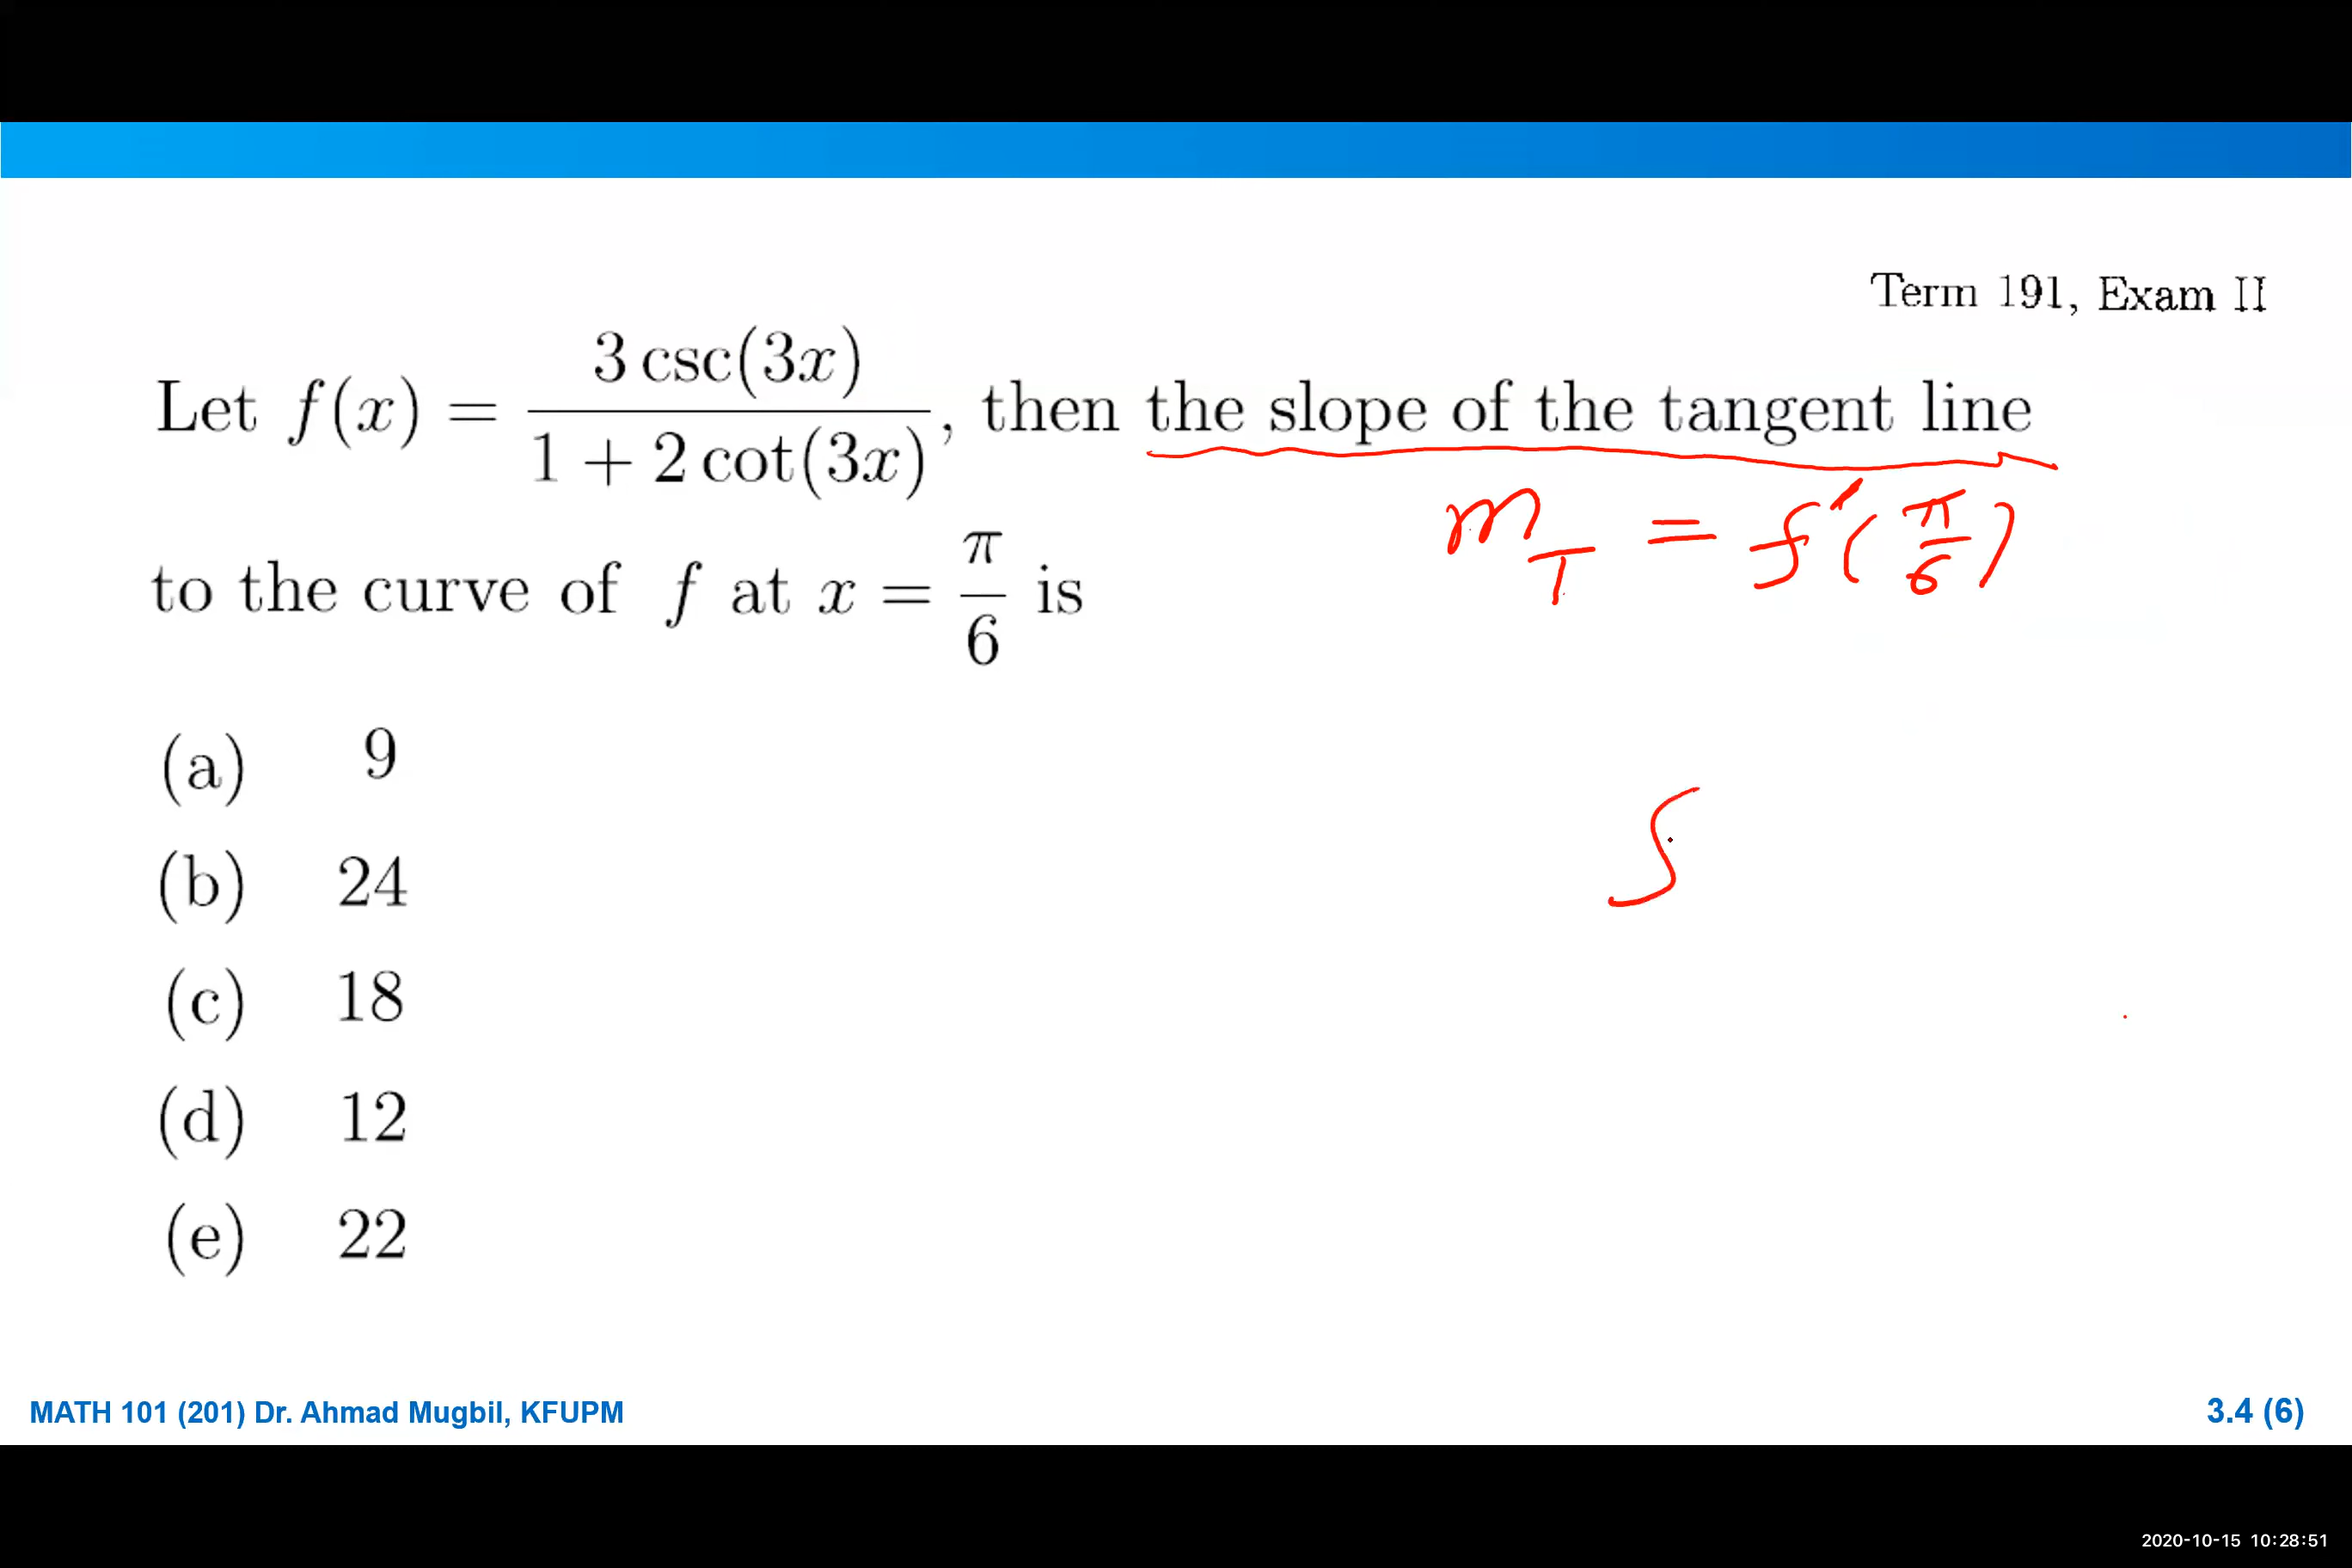 Term 191, Exam II
Let f(x) = 3 csc(3x) / 1 + 2 cot(3x), then the slope of the tangent line
m_T = f'(π/6)
to the curve of f at x = π/6 is
(a) 9
(b) 24
(c) 18
(d) 12
(e) 22
MATH 101 (201) Dr. Ahmad Mugbil, KFUPM
3.4 (6)
2020-10-15 10:28:51